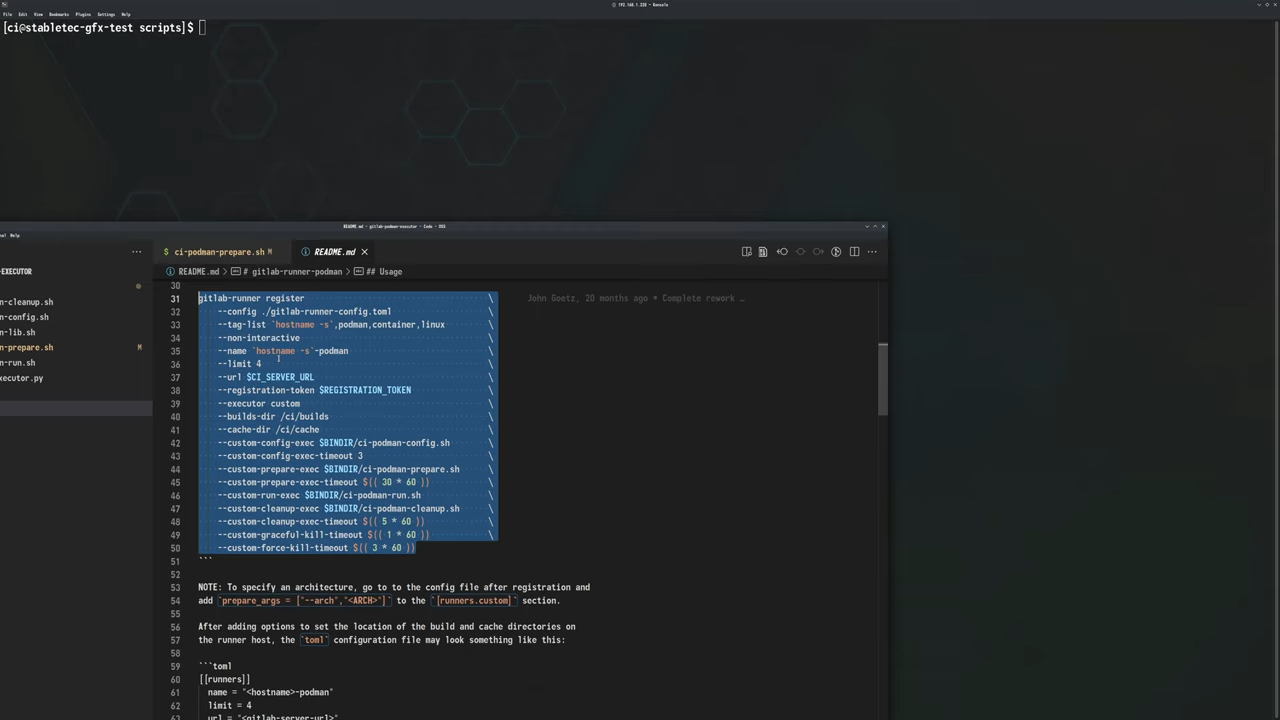 192.168.1.228 - Konsole
File Edit View Bookmarks Plugins Settings Help
[ci@stabletec-gfx-test scripts]$
README.md - gitlab-podman-executor - Code - OSS
nal Help
ci-podman-prepare.sh M README.md
EXECUTOR
README.md > # gitlab-runner-podman > ## Usage
n-cleanup.sh
n-config.sh
n-lib.sh
n-prepare.sh M
n-run.sh
executor.py
30
31 gitlab-runner register \ John Goetz, 20 months ago • Complete rework …
32 --config ./gitlab-runner-config.toml \
33 --tag-list `hostname -s`,podman,container,linux \
34 --non-interactive \
35 --name `hostname -s`-podman \
36 --limit 4 \
37 --url $CI_SERVER_URL \
38 --registration-token $REGISTRATION_TOKEN \
39 --executor custom \
40 --builds-dir /ci/builds \
41 --cache-dir /ci/cache \
42 --custom-config-exec $BINDIR/ci-podman-config.sh \
43 --custom-config-exec-timeout 3 \
44 --custom-prepare-exec $BINDIR/ci-podman-prepare.sh \
45 --custom-prepare-exec-timeout $(( 30 * 60 )) \
46 --custom-run-exec $BINDIR/ci-podman-run.sh \
47 --custom-cleanup-exec $BINDIR/ci-podman-cleanup.sh \
48 --custom-cleanup-exec-timeout $(( 5 * 60 )) \
49 --custom-graceful-kill-timeout $(( 1 * 60 )) \
50 --custom-force-kill-timeout $(( 3 * 60 ))
51 ```
52
53 NOTE: To specify an architecture, go to to the config file after registration and
54 add `prepare_args = ["--arch","<ARCH>"]` to the `[runners.custom]` section.
55
56 After adding options to set the location of the build and cache directories on
57 the runner host, the `toml` configuration file may look something like this:
58
59 ```toml
60 [[runners]]
61 name = "<hostname>-podman"
62 limit = 4
63 url = "<gitlab-server-url>"